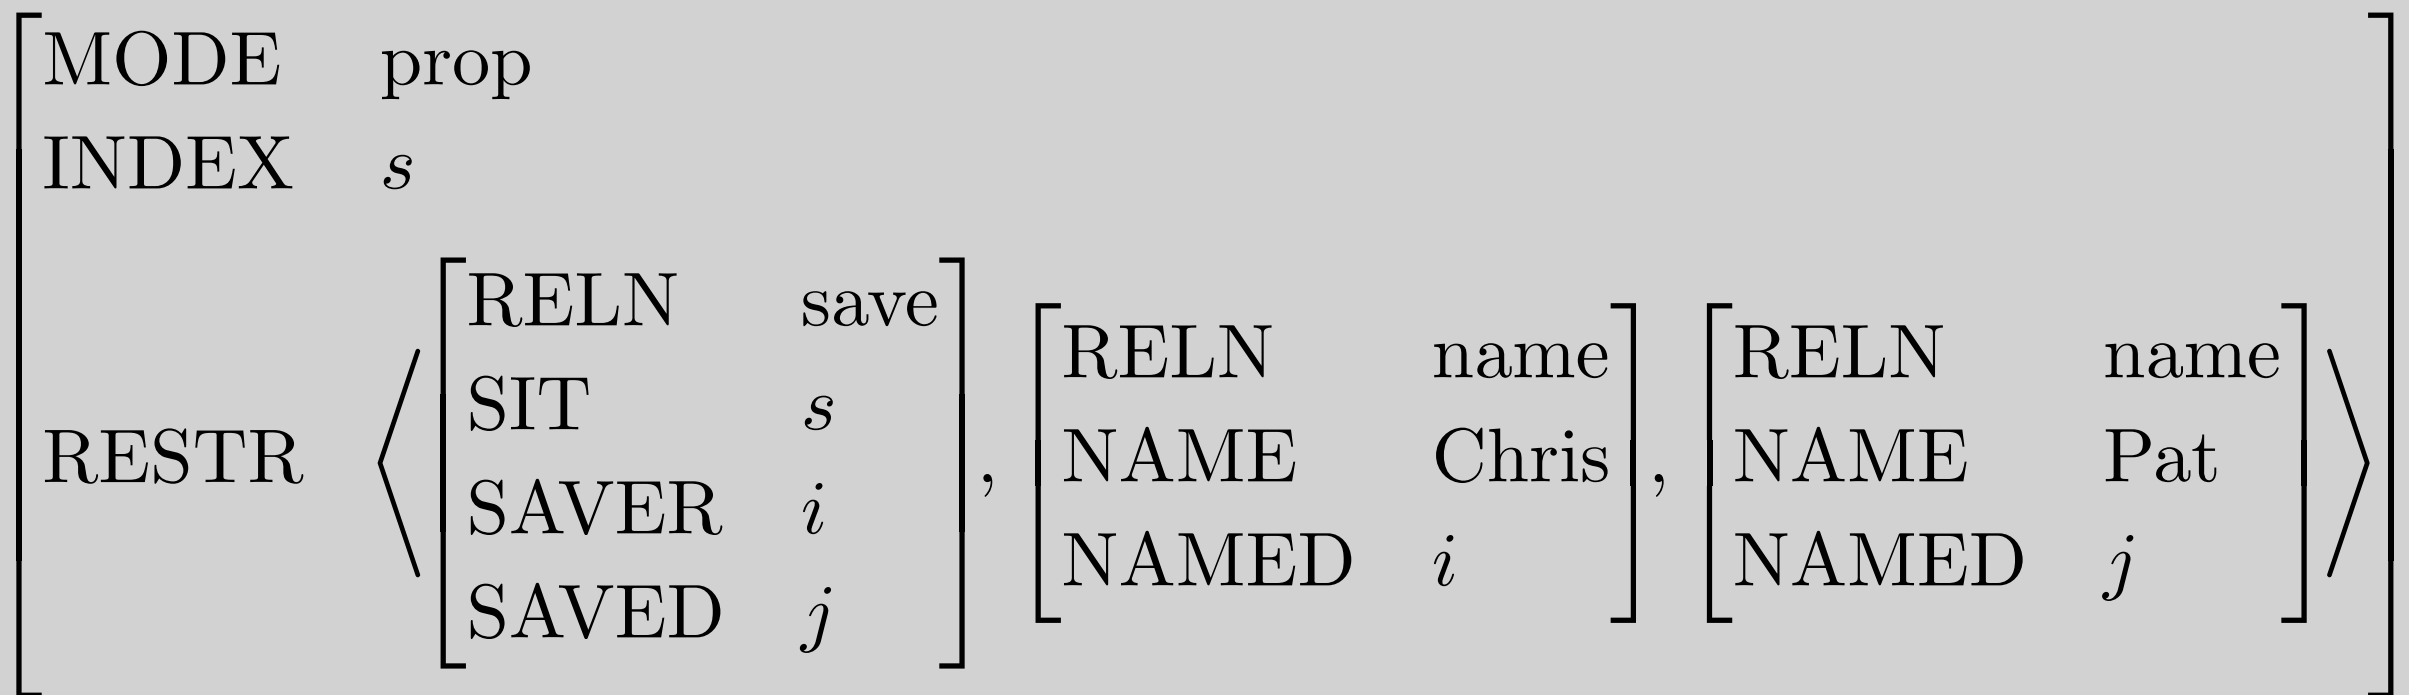 MODE prop
INDEX s
RELN save
SIT s
SAVER i
SAVED j
RELN name
NAME Chris
NAMED i
RELN name
NAME Pat
NAMED j
RESTR ⟨ , , ⟩